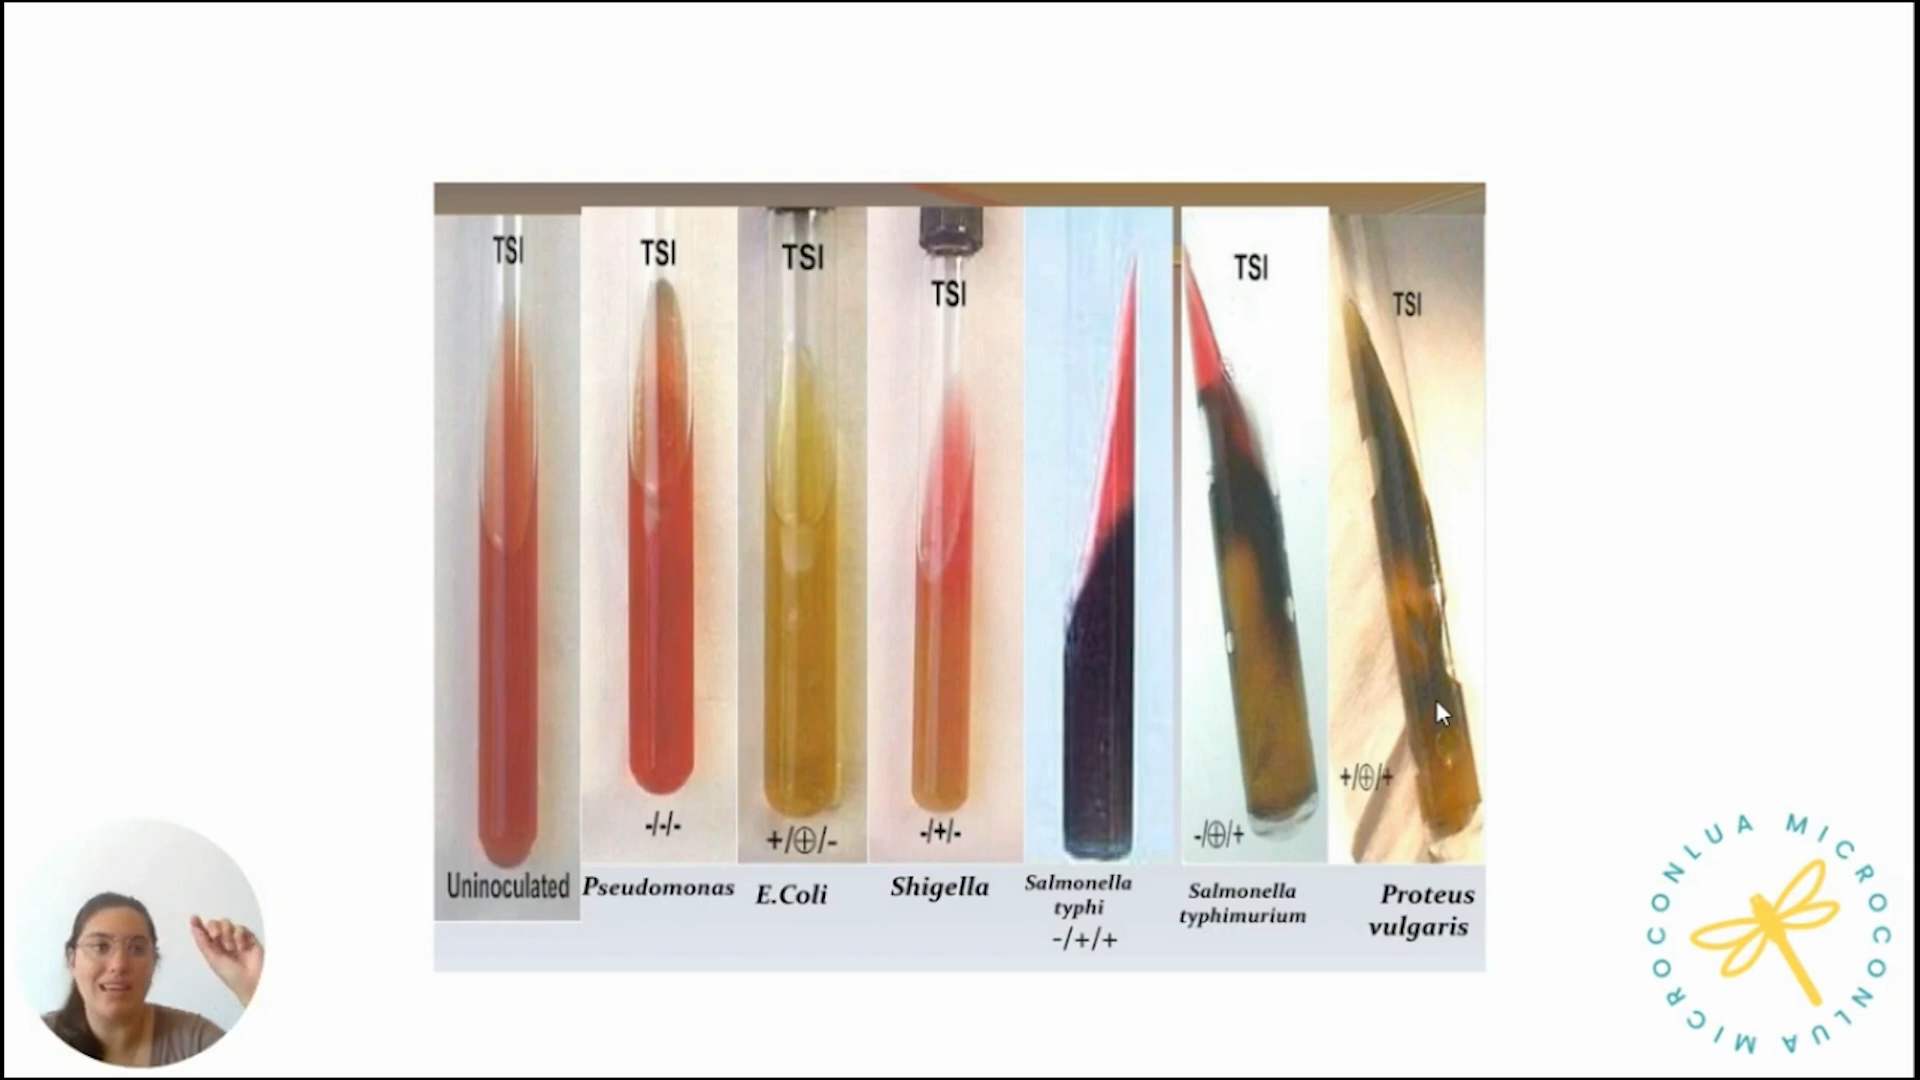 TSI
TSI
TSI
TSI
TSI
TSI
-/-/-
+/⊕/-
-/+/-
-/⊕/+
+/⊕/+
Uninoculated
Pseudomonas
E.Coli
Shigella
Salmonella
typhi
-/+/+
Salmonella
typhimurium
Proteus
vulgaris
MICROCONLUA MICROCONLUA